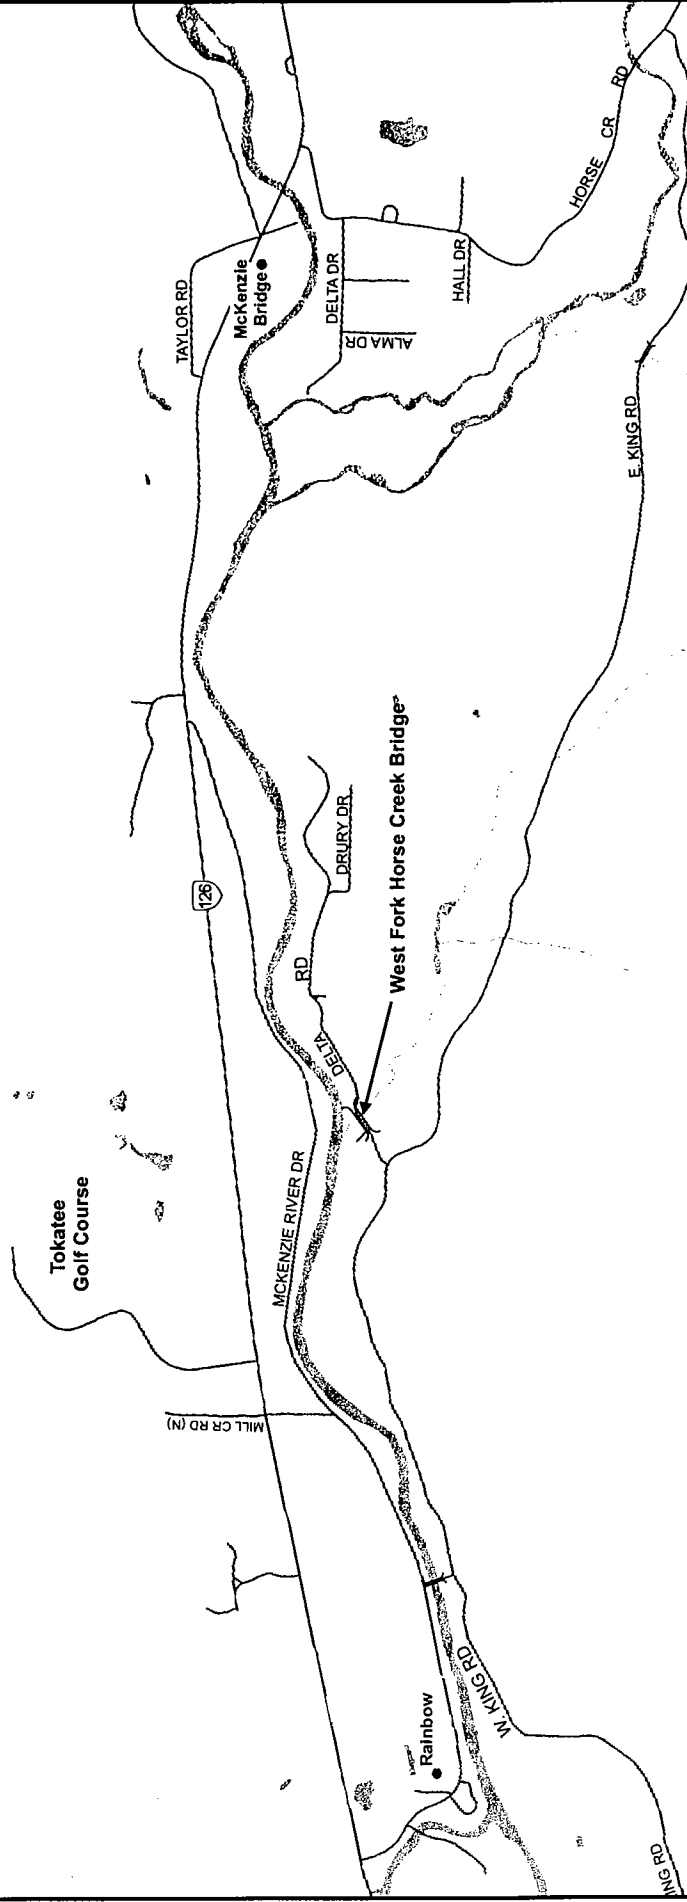 TAYLOR RD
McKenzie
Bridge
DELTA DR
ALMA DR
HALL DR
HORSE CR RD
E. KING RD
126
West Fork Horse Creek Bridge
DRURY DR
DELTA RD
Tokatee
Golf Course
MCKENZIE RIVER DR
MILL CR RD (N)
Rainbow
W. KING RD
ING RD